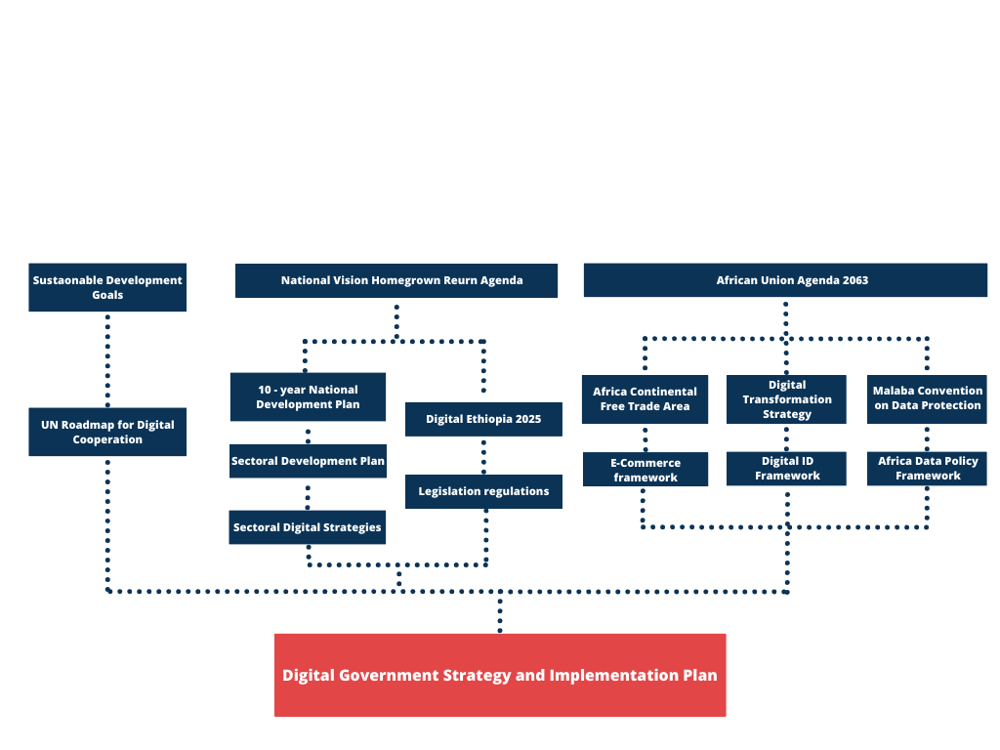 Sustaonable Development
Goals
National Vision Homegrown Reurn Agenda
African Union Agenda 2063
10 - year National
Development Plan
Digital Ethiopia 2025
Africa Continental
Free Trade Area
Digital
Transformation
Strategy
Malaba Convention
on Data Protection
UN Roadmap for Digital
Cooperation
Sectoral Development Plan
Legislation regulations
E-Commerce
framework
Digital ID
Framework
Africa Data Policy
Framework
Sectoral Digital Strategies
Digital Government Strategy and Implementation Plan